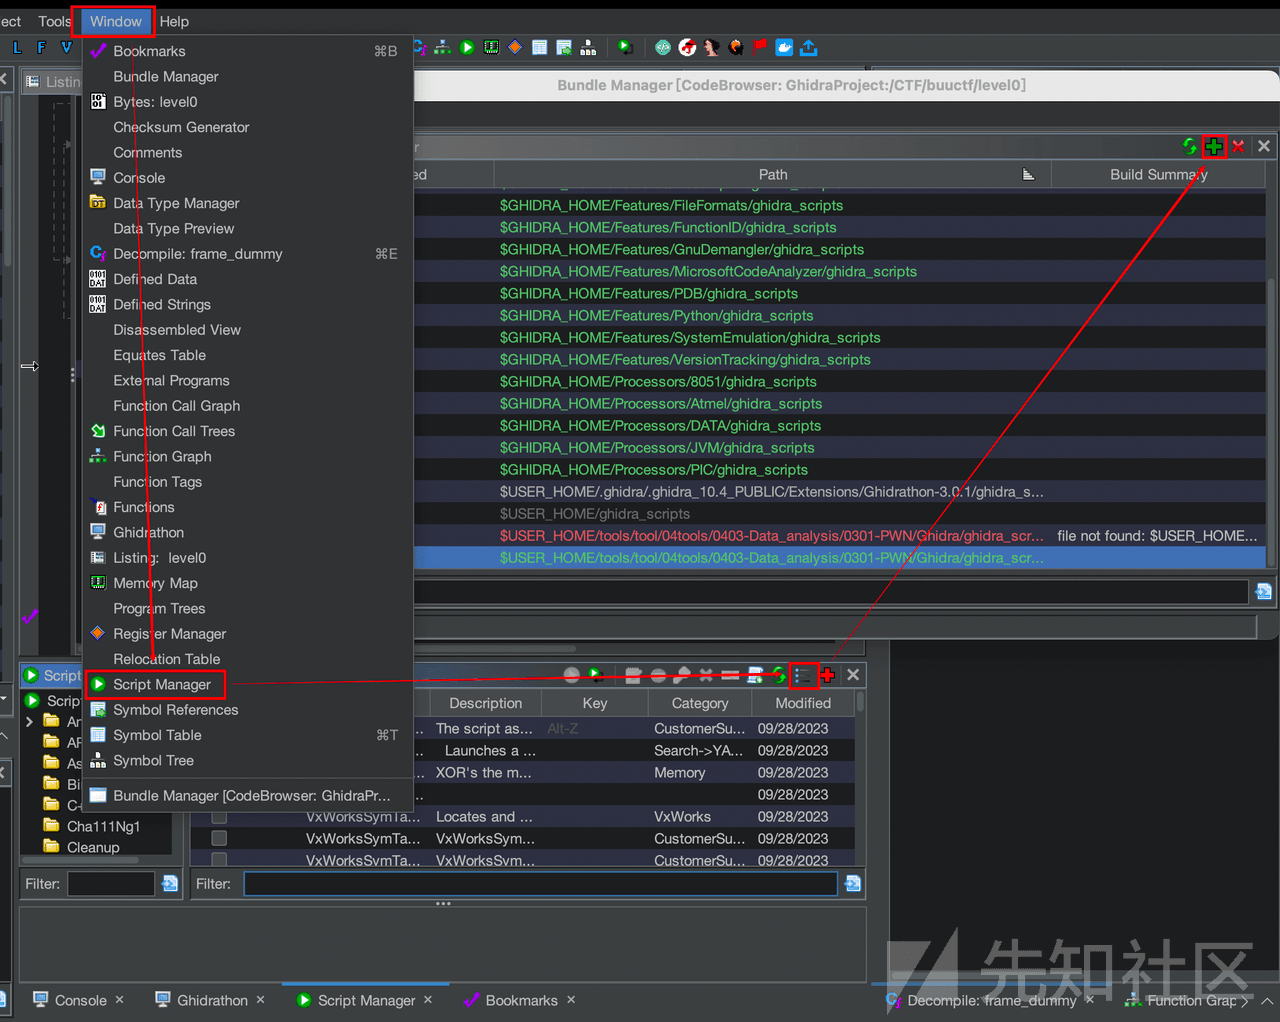 ect Tools Window Help
L F V
Bookmarks ⌘B
Bundle Manager
Bytes: level0
Checksum Generator
Comments
Console
Data Type Manager
Data Type Preview
Decompile: frame_dummy ⌘E
Defined Data
Defined Strings
Disassembled View
Equates Table
External Programs
Function Call Graph
Function Call Trees
Function Graph
Function Tags
Functions
Ghidrathon
Listing: level0
Memory Map
Program Trees
Register Manager
Relocation Table
Script Manager
Symbol References
Symbol Table ⌘T
Symbol Tree
Bundle Manager [CodeBrowser: GhidraPr...
Listin
Bundle Manager [CodeBrowser: GhidraProject:/CTF/buuctf/level0]
r
ed Path Build Summary
$GHIDRA_HOME/Features/FileFormats/ghidra_scripts
$GHIDRA_HOME/Features/FunctionID/ghidra_scripts
$GHIDRA_HOME/Features/GnuDemangler/ghidra_scripts
$GHIDRA_HOME/Features/MicrosoftCodeAnalyzer/ghidra_scripts
$GHIDRA_HOME/Features/PDB/ghidra_scripts
$GHIDRA_HOME/Features/Python/ghidra_scripts
$GHIDRA_HOME/Features/SystemEmulation/ghidra_scripts
$GHIDRA_HOME/Features/VersionTracking/ghidra_scripts
$GHIDRA_HOME/Processors/8051/ghidra_scripts
$GHIDRA_HOME/Processors/Atmel/ghidra_scripts
$GHIDRA_HOME/Processors/DATA/ghidra_scripts
$GHIDRA_HOME/Processors/JVM/ghidra_scripts
$GHIDRA_HOME/Processors/PIC/ghidra_scripts
$USER_HOME/.ghidra/.ghidra_10.4_PUBLIC/Extensions/Ghidrathon-3.0.1/ghidra_s...
$USER_HOME/ghidra_scripts
$USER_HOME/tools/tool/04tools/0403-Data_analysis/0301-PWN/Ghidra/ghidra_scr... file not found: $USER_HOME...
$USER_HOME/tools/tool/04tools/0403-Data_analysis/0301-PWN/Ghidra/ghidra_scr...
Script
Scrip
Ar
AR
As
Bi
C+
Cha111Ng1
Cleanup
Filter:
Description Key Category Modified
... The script as... Alt-Z CustomerSu... 09/28/2023
... Launches a ... Search->YA... 09/28/2023
... XOR's the m... Memory 09/28/2023
... 09/28/2023
VxWorksSymTa... Locates and ... VxWorks 09/28/2023
VxWorksSymTa... VxWorksSym... CustomerSu... 09/28/2023
VxWorksSymTa... VxWorksSym... CustomerSu... 09/28/2023
Filter:
Console × Ghidrathon × Script Manager × Bookmarks × Decompile: frame_dummy × Function Grap
先知社区